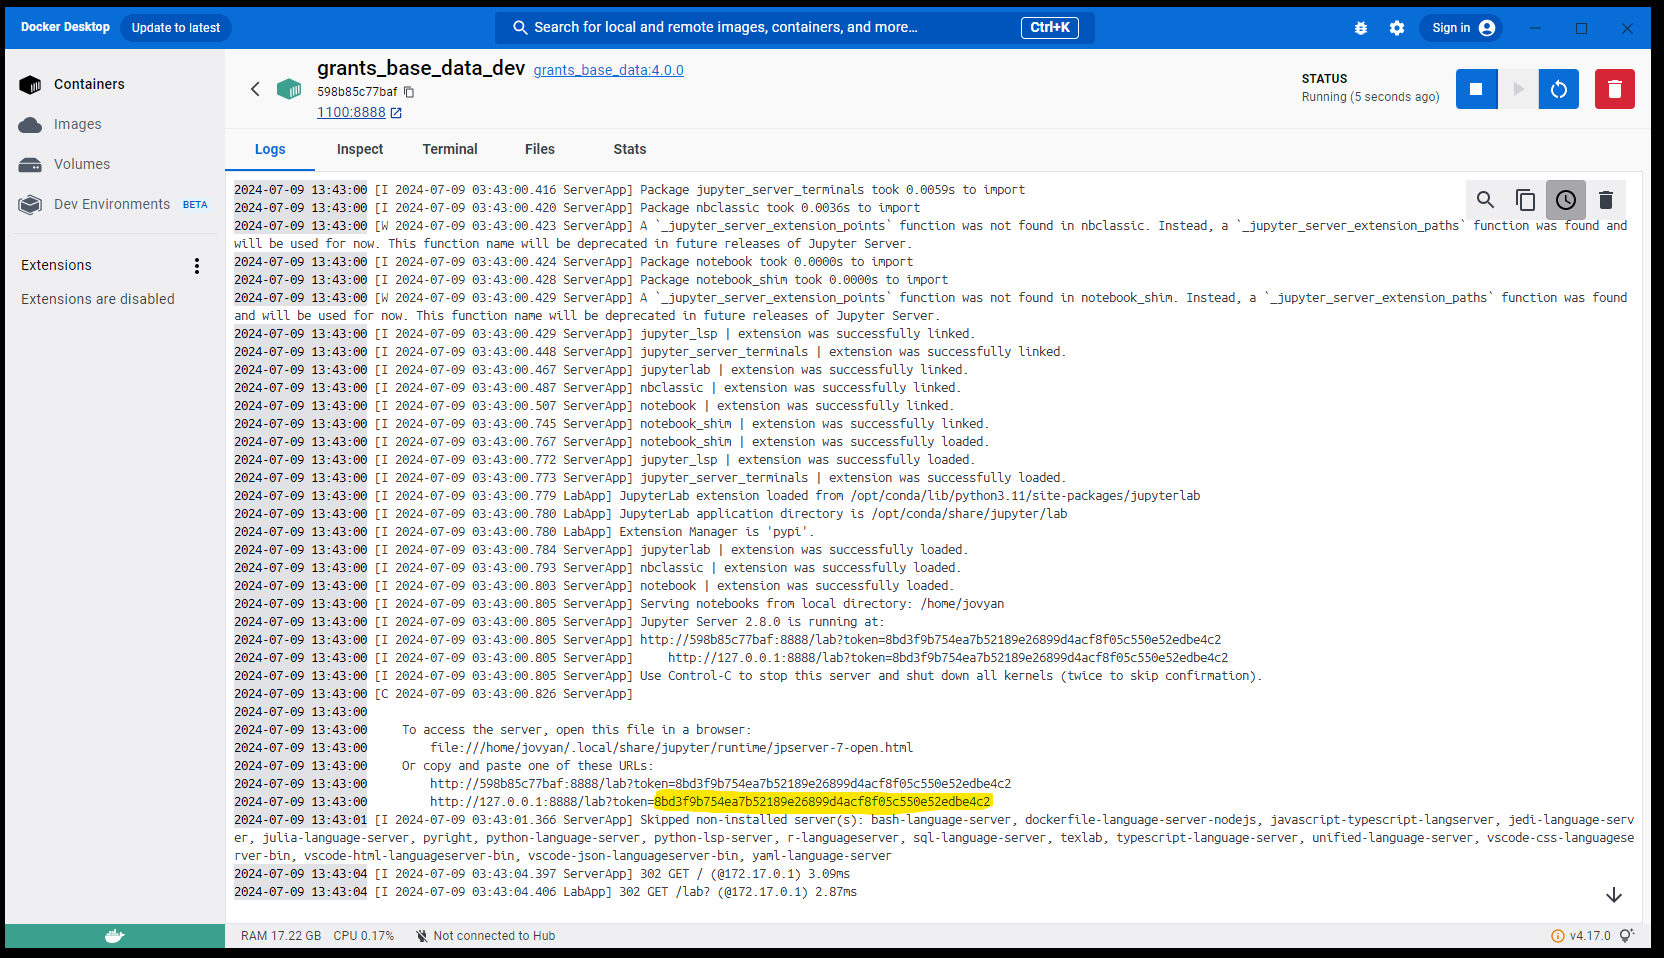 Docker Desktop
Update to latest
Search for local and remote images, containers, and more...
Ctrl+K
Sign in
Containers
Images
Volumes
Dev Environments BETA
Extensions
Extensions are disabled
grants_base_data_dev grants_base_data:4.0.0
598b85c77baf
1100:8888
STATUS
Running (5 seconds ago)
Logs Inspect Terminal Files Stats
2024-07-09 13:43:00 [I 2024-07-09 03:43:00.416 ServerApp] Package jupyter_server_terminals took 0.0059s to import
2024-07-09 13:43:00 [I 2024-07-09 03:43:00.420 ServerApp] Package nbclassic took 0.0036s to import
2024-07-09 13:43:00 [W 2024-07-09 03:43:00.423 ServerApp] A `_jupyter_server_extension_points` function was not found in nbclassic. Instead, a `_jupyter_server_extension_paths` function was found and
will be used for now. This function name will be deprecated in future releases of Jupyter Server.
2024-07-09 13:43:00 [I 2024-07-09 03:43:00.424 ServerApp] Package notebook took 0.0000s to import
2024-07-09 13:43:00 [I 2024-07-09 03:43:00.428 ServerApp] Package notebook_shim took 0.0000s to import
2024-07-09 13:43:00 [W 2024-07-09 03:43:00.429 ServerApp] A `_jupyter_server_extension_points` function was not found in notebook_shim. Instead, a `_jupyter_server_extension_paths` function was found
and will be used for now. This function name will be deprecated in future releases of Jupyter Server.
2024-07-09 13:43:00 [I 2024-07-09 03:43:00.429 ServerApp] jupyter_lsp | extension was successfully linked.
2024-07-09 13:43:00 [I 2024-07-09 03:43:00.448 ServerApp] jupyter_server_terminals | extension was successfully linked.
2024-07-09 13:43:00 [I 2024-07-09 03:43:00.467 ServerApp] jupyterlab | extension was successfully linked.
2024-07-09 13:43:00 [I 2024-07-09 03:43:00.487 ServerApp] nbclassic | extension was successfully linked.
2024-07-09 13:43:00 [I 2024-07-09 03:43:00.507 ServerApp] notebook | extension was successfully linked.
2024-07-09 13:43:00 [I 2024-07-09 03:43:00.745 ServerApp] notebook_shim | extension was successfully linked.
2024-07-09 13:43:00 [I 2024-07-09 03:43:00.767 ServerApp] notebook_shim | extension was successfully loaded.
2024-07-09 13:43:00 [I 2024-07-09 03:43:00.772 ServerApp] jupyter_lsp | extension was successfully loaded.
2024-07-09 13:43:00 [I 2024-07-09 03:43:00.773 ServerApp] jupyter_server_terminals | extension was successfully loaded.
2024-07-09 13:43:00 [I 2024-07-09 03:43:00.779 LabApp] JupyterLab extension loaded from /opt/conda/lib/python3.11/site-packages/jupyterlab
2024-07-09 13:43:00 [I 2024-07-09 03:43:00.780 LabApp] JupyterLab application directory is /opt/conda/share/jupyter/lab
2024-07-09 13:43:00 [I 2024-07-09 03:43:00.780 LabApp] Extension Manager is 'pypi'.
2024-07-09 13:43:00 [I 2024-07-09 03:43:00.784 ServerApp] jupyterlab | extension was successfully loaded.
2024-07-09 13:43:00 [I 2024-07-09 03:43:00.793 ServerApp] nbclassic | extension was successfully loaded.
2024-07-09 13:43:00 [I 2024-07-09 03:43:00.803 ServerApp] notebook | extension was successfully loaded.
2024-07-09 13:43:00 [I 2024-07-09 03:43:00.805 ServerApp] Serving notebooks from local directory: /home/jovyan
2024-07-09 13:43:00 [I 2024-07-09 03:43:00.805 ServerApp] Jupyter Server 2.8.0 is running at:
2024-07-09 13:43:00 [I 2024-07-09 03:43:00.805 ServerApp] http://598b85c77baf:8888/lab?token=8bd3f9b754ea7b52189e26899d4acf8f05c550e52edbe4c2
2024-07-09 13:43:00 [I 2024-07-09 03:43:00.805 ServerApp] http://127.0.0.1:8888/lab?token=8bd3f9b754ea7b52189e26899d4acf8f05c550e52edbe4c2
2024-07-09 13:43:00 [I 2024-07-09 03:43:00.805 ServerApp] Use Control-C to stop this server and shut down all kernels (twice to skip confirmation).
2024-07-09 13:43:00 [C 2024-07-09 03:43:00.826 ServerApp]
2024-07-09 13:43:00
2024-07-09 13:43:00 To access the server, open this file in a browser:
2024-07-09 13:43:00 file:///home/jovyan/.local/share/jupyter/runtime/jpserver-7-open.html
2024-07-09 13:43:00 Or copy and paste one of these URLs:
2024-07-09 13:43:00 http://598b85c77baf:8888/lab?token=8bd3f9b754ea7b52189e26899d4acf8f05c550e52edbe4c2
2024-07-09 13:43:00 http://127.0.0.1:8888/lab?token=8bd3f9b754ea7b52189e26899d4acf8f05c550e52edbe4c2
2024-07-09 13:43:01 [I 2024-07-09 03:43:01.366 ServerApp] Skipped non-installed server(s): bash-language-server, dockerfile-language-server-nodejs, javascript-typescript-langserver, jedi-language-serv
er, julia-language-server, pyright, python-language-server, python-lsp-server, r-languageserver, sql-language-server, texlab, typescript-language-server, unified-language-server, vscode-css-languagese
rver-bin, vscode-html-languageserver-bin, vscode-json-languageserver-bin, yaml-language-server
2024-07-09 13:43:04 [I 2024-07-09 03:43:04.397 ServerApp] 302 GET / (@172.17.0.1) 3.09ms
2024-07-09 13:43:04 [I 2024-07-09 03:43:04.406 LabApp] 302 GET /lab? (@172.17.0.1) 2.87ms
RAM 17.22 GB CPU 0.17% Not connected to Hub
v4.17.0